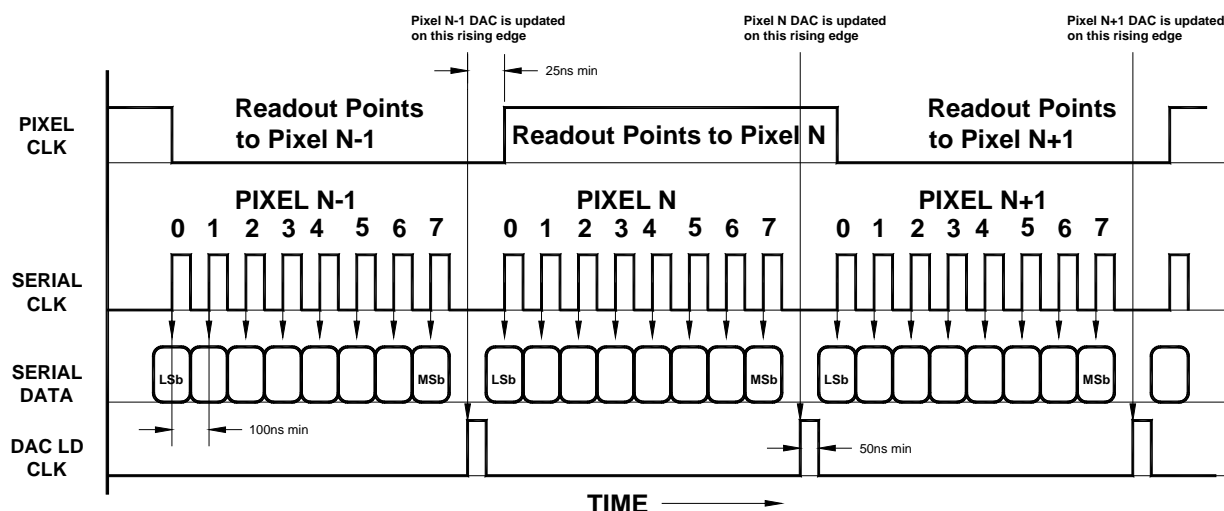 Pixel N-1 DAC is updated
on this rising edge
Pixel N DAC is updated
on this rising edge
Pixel N+1 DAC is updated
on this rising edge
25ns min
PIXEL
CLK
Readout Points
to Pixel N-1
Readout Points to Pixel N
Readout Points
to Pixel N+1
PIXEL N-1
PIXEL N
PIXEL N+1
0 1 2 3 4 5 6 7
0 1 2 3 4 5 6 7
0 1 2 3 4 5 6 7
SERIAL
CLK
SERIAL
DATA
LSb
MSb
LSb
MSb
LSb
MSb
100ns min
50ns min
DAC LD
CLK
TIME